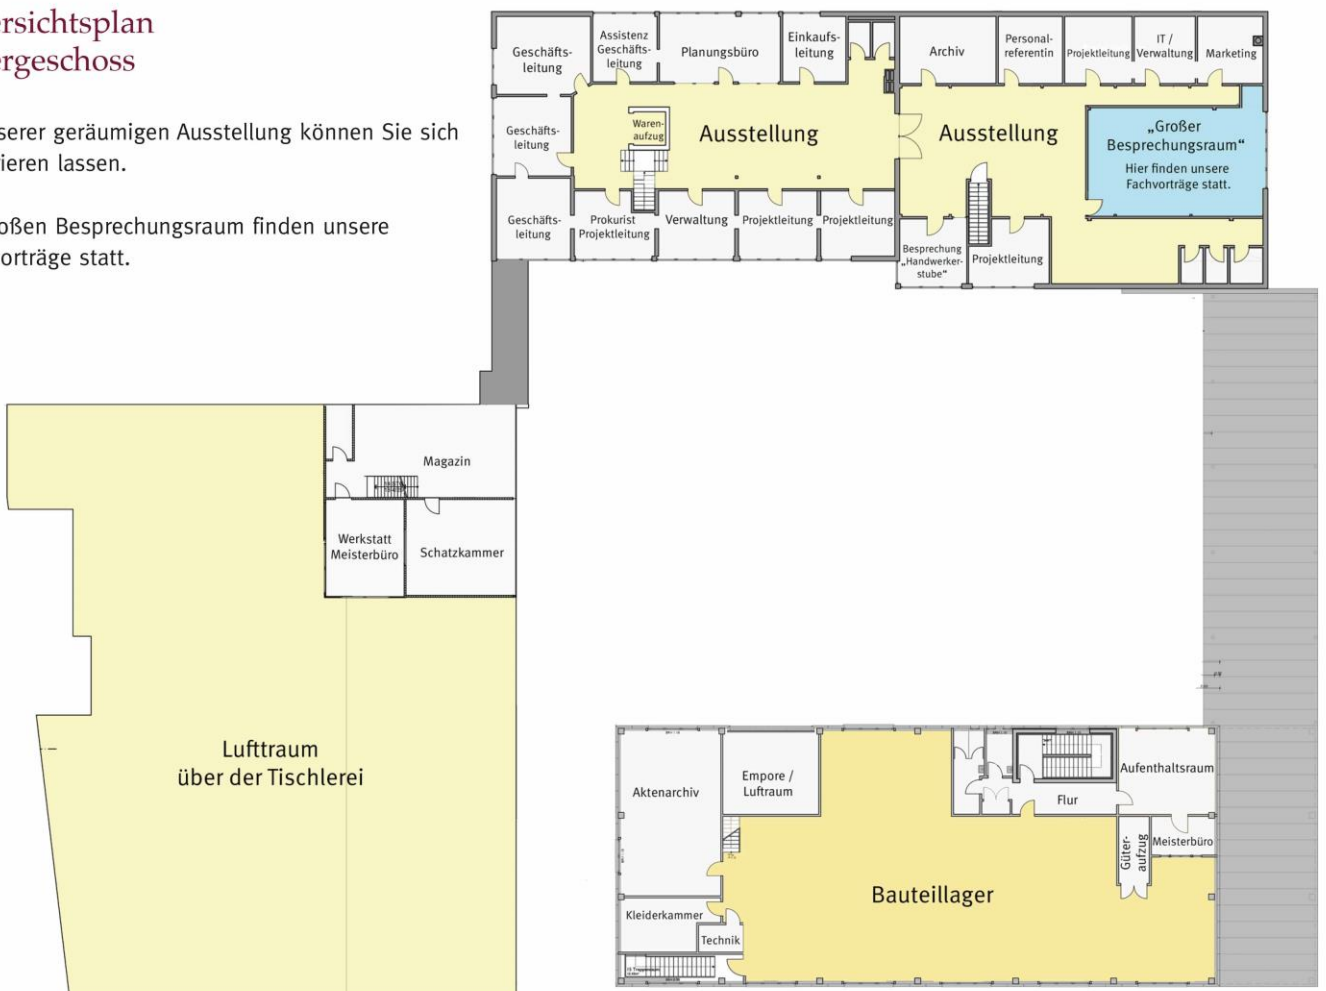 ersichtsplan
ergeschoss
serer geräumigen Ausstellung können Sie sich
rieren lassen.
oßen Besprechungsraum finden unsere
orträge statt.
Geschäfts-
leitung
Assistenz
Geschäfts-
leitung
Planungsbüro
Einkaufs-
leitung
Archiv
Personal-
referentin
Projektleitung
IT /
Verwaltung
Marketing
Geschäfts-
leitung
Waren-
aufzug
Ausstellung
Ausstellung
„Großer
Besprechungsraum“
Hier finden unsere
Fachvorträge statt.
Geschäfts-
leitung
Prokurist
Projektleitung
Verwaltung
Projektleitung
Projektleitung
Besprechung
„Handwerker-
stube“
Projektleitung
Magazin
Werkstatt
Meisterbüro
Schatzkammer
Lufttraum
über der Tischlerei
Aktenarchiv
Empore /
Luftraum
Flur
Aufenthaltsraum
Güter-
aufzug
Meisterbüro
Bauteillager
Kleiderkammer
Technik